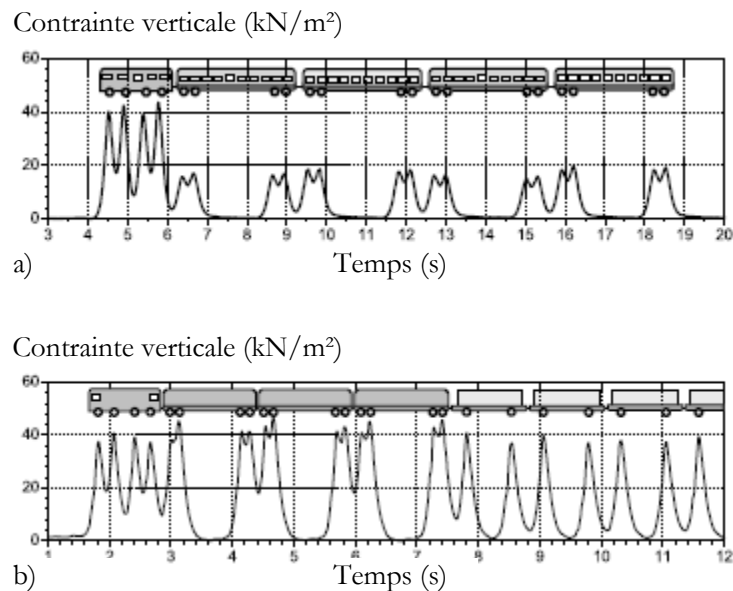 Contrainte verticale (kN/m²)
60
40
20
0
3 4 5 6 7 8 9 10 11 12 13 14 15 16 17 18 19 20
a) Temps (s)
Contrainte verticale (kN/m²)
60
40
20
0
1 2 3 4 5 6 7 8 9 10 11 12
b) Temps (s)